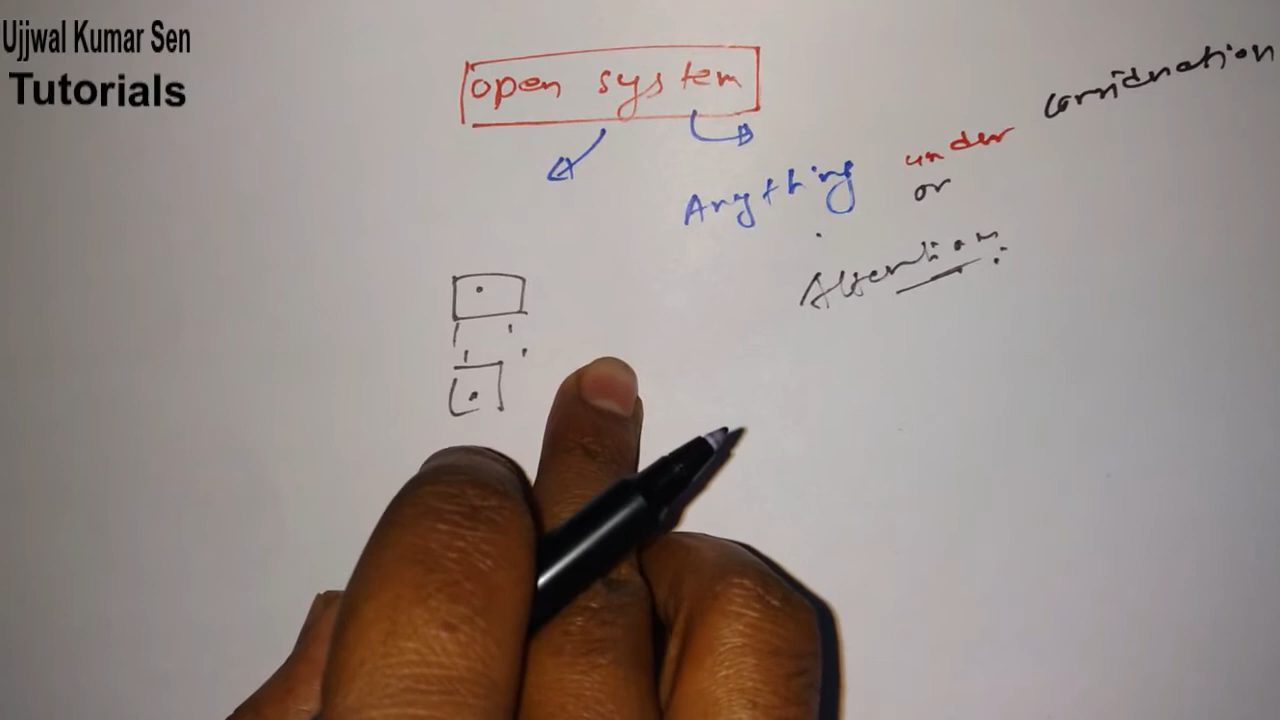 Ujjwal Kumar Sen
Tutorials
open system
Anything under consideration
or
Attention